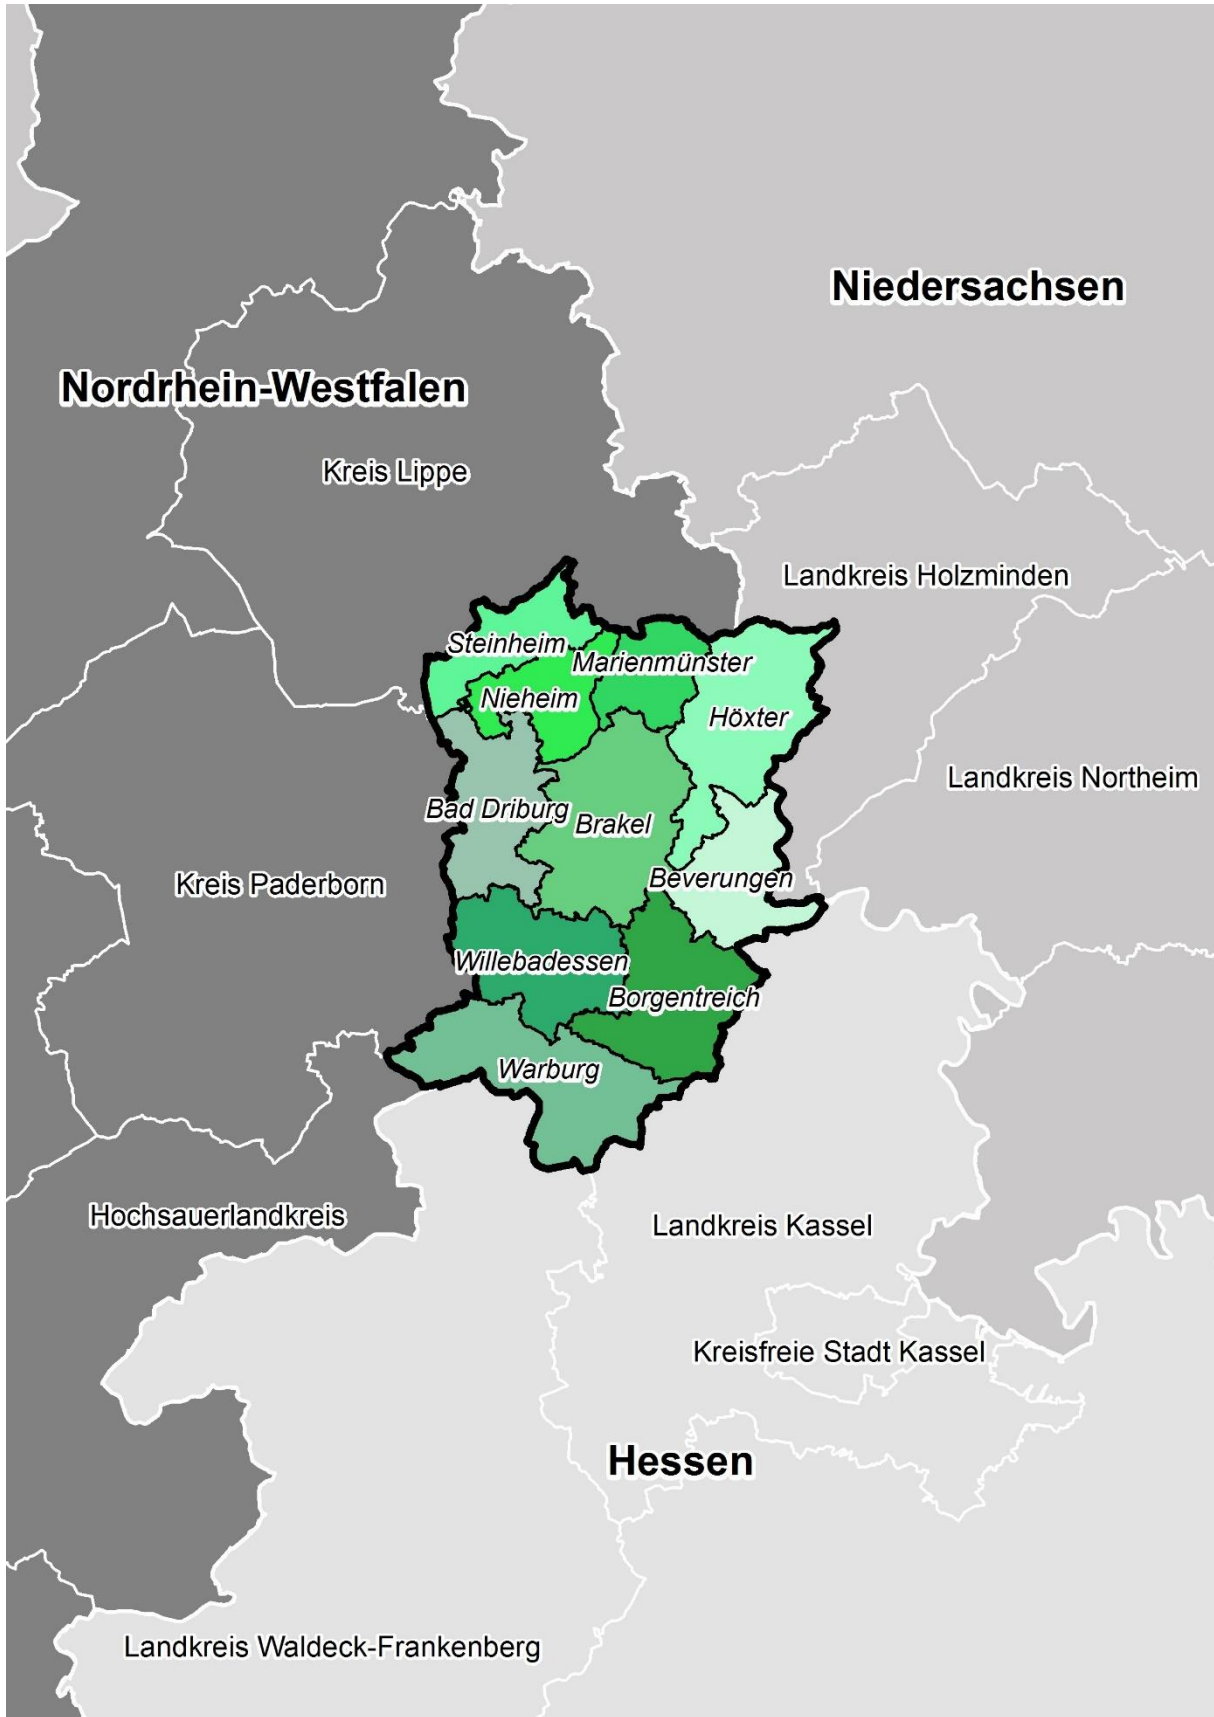 Niedersachsen
Nordrhein-Westfalen
Kreis Lippe
Landkreis Holzminden
Steinheim
Marienmünster
Nieheim
Höxter
Landkreis Northeim
Bad Driburg
Brakel
Kreis Paderborn
Beverungen
Willebadessen
Borgentreich
Warburg
Hochsauerlandkreis
Landkreis Kassel
Kreisfreie Stadt Kassel
Hessen
Landkreis Waldeck-Frankenberg